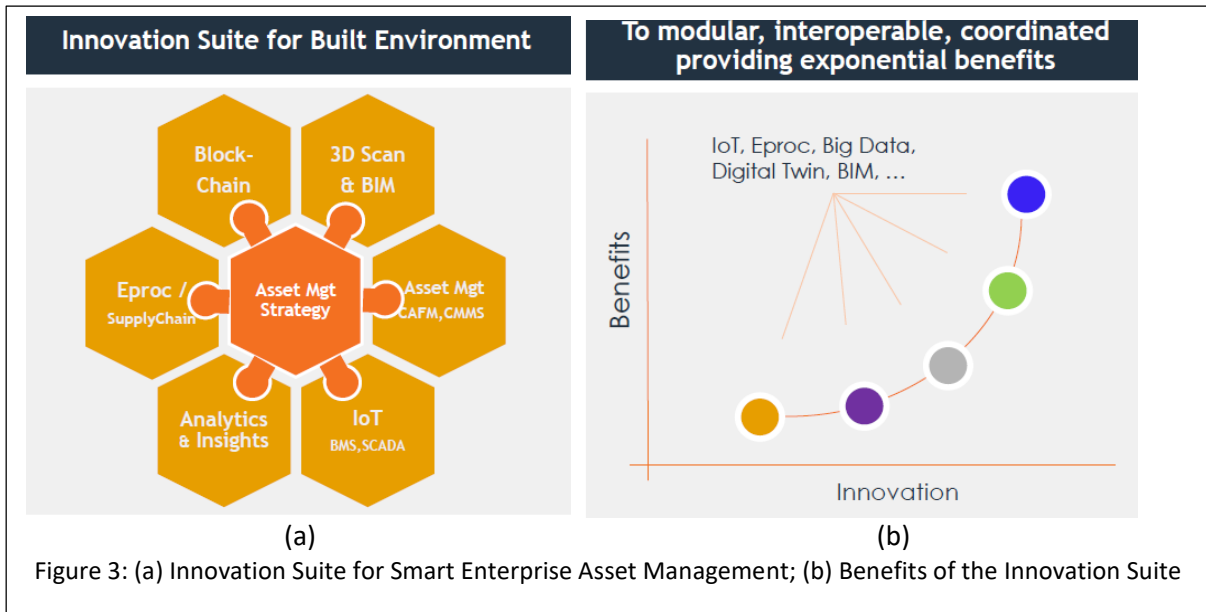 Innovation Suite for Built Environment
Block-
Chain
3D Scan
& BIM
Eproc /
SupplyChain
Asset Mgt
Strategy
Asset Mgt
CAFM,CMMS
Analytics
& Insights
IoT
BMS,SCADA
(a)
To modular, interoperable, coordinated
providing exponential benefits
IoT, Eproc, Big Data,
Digital Twin, BIM, ...
Benefits
Innovation
(b)
Figure 3: (a) Innovation Suite for Smart Enterprise Asset Management; (b) Benefits of the Innovation Suite